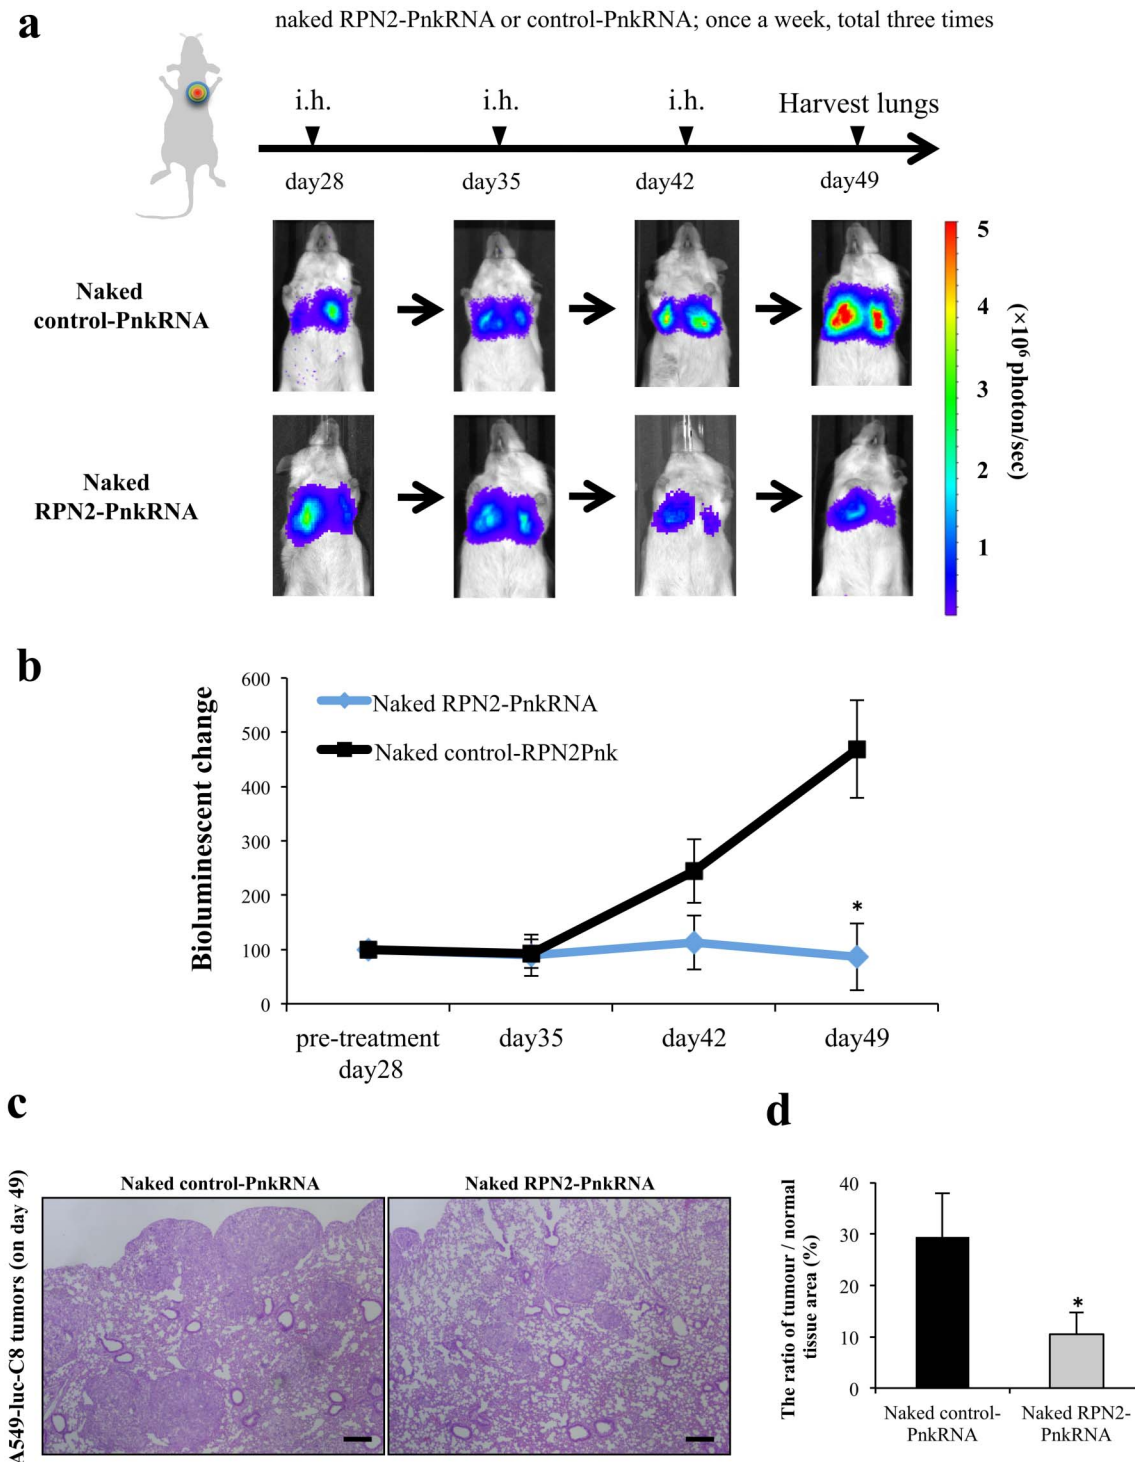 a
naked RPN2-PnkRNA or control-PnkRNA; once a week, total three times
i.h.
i.h.
i.h.
Harvest lungs
day28
day35
day42
day49
Naked
control-PnkRNA
Naked
RPN2-PnkRNA
5
4
3
2
1
(×10⁶ photon/sec)
b
Bioluminescent change
600
500
400
300
200
100
0
Naked RPN2-PnkRNA
Naked control-RPN2Pnk
*
pre-treatment
day28
day35
day42
day49
c
A549-luc-C8 tumors (on day 49)
Naked control-PnkRNA
Naked RPN2-PnkRNA
d
The ratio of tumour / normal
tissue area (%)
40
30
20
10
0
*
Naked control-
PnkRNA
Naked RPN2-
PnkRNA